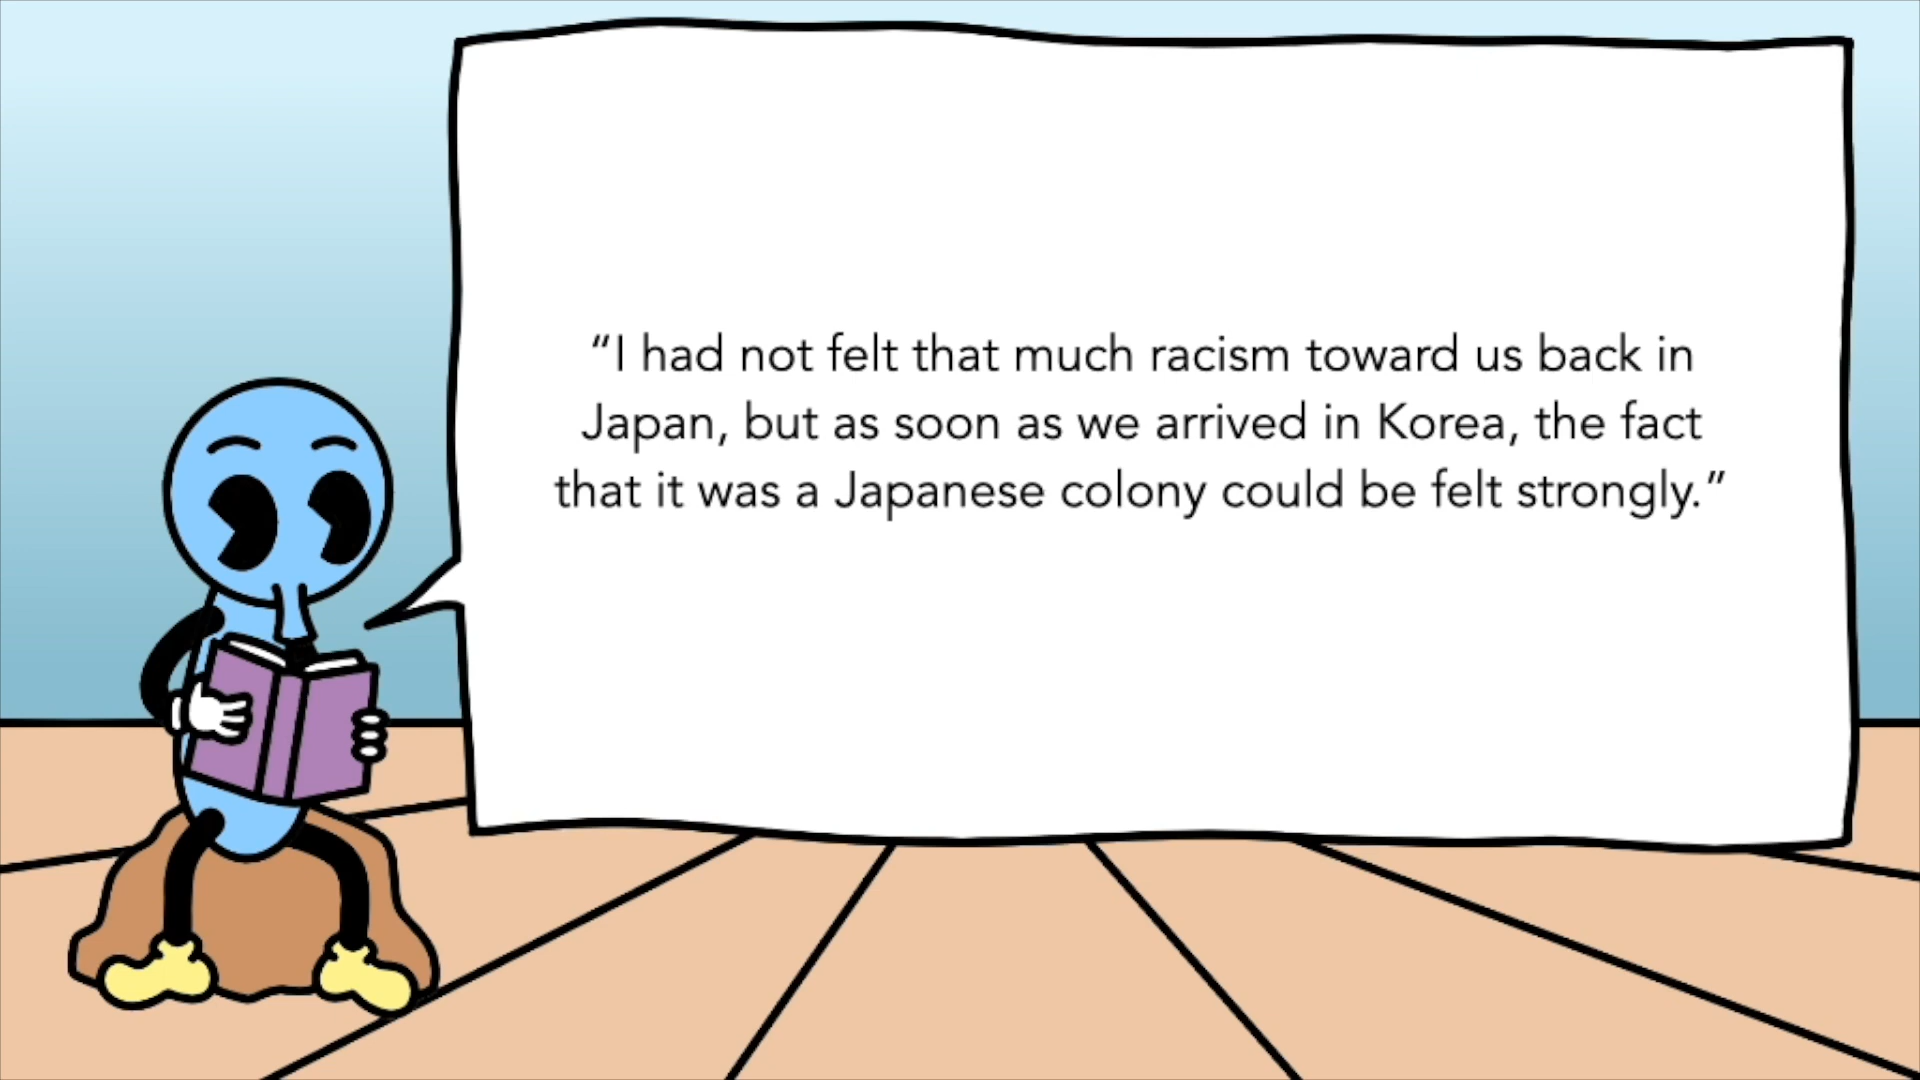 “I had not felt that much racism toward us back in
Japan, but as soon as we arrived in Korea, the fact
that it was a Japanese colony could be felt strongly.”